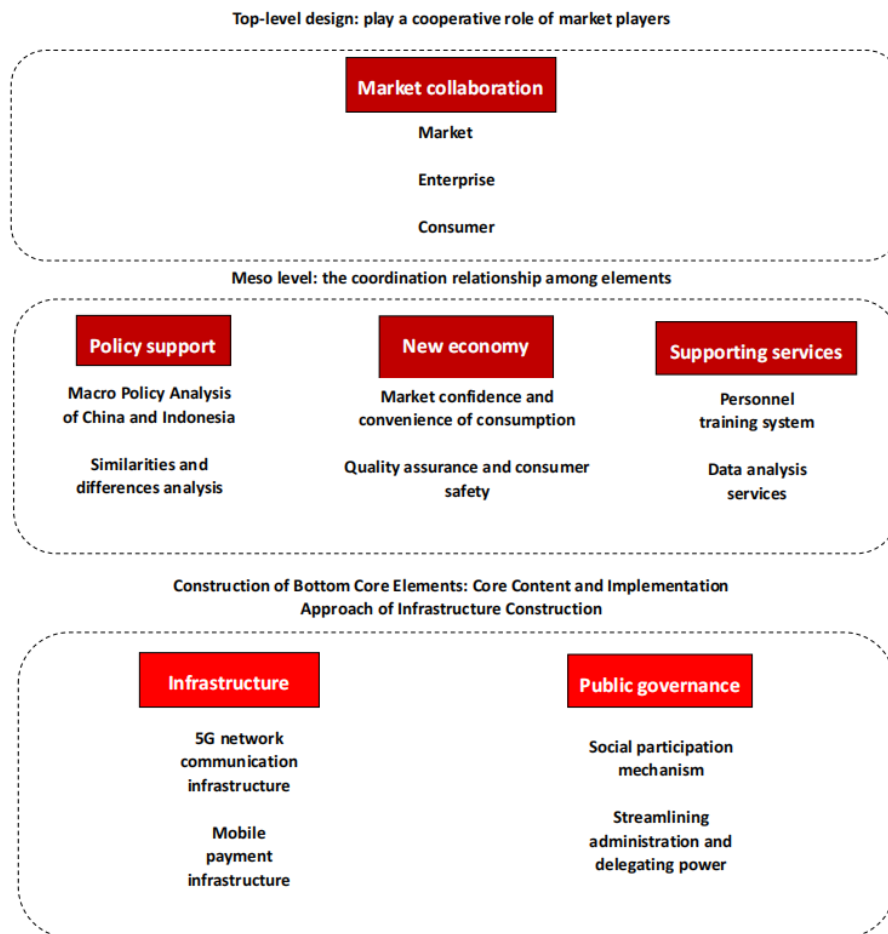 Top-level design: play a cooperative role of market players
Market collaboration
Market
Enterprise
Consumer
Meso level: the coordination relationship among elements
Policy support
Macro Policy Analysis
of China and Indonesia
Similarities and
differences analysis
New economy
Market confidence and
convenience of consumption
Quality assurance and consumer
safety
Supporting services
Personnel
training system
Data analysis
services
Construction of Bottom Core Elements: Core Content and Implementation
Approach of Infrastructure Construction
Infrastructure
5G network
communication
infrastructure
Mobile
payment
infrastructure
Public governance
Social participation
mechanism
Streamlining
administration and
delegating power